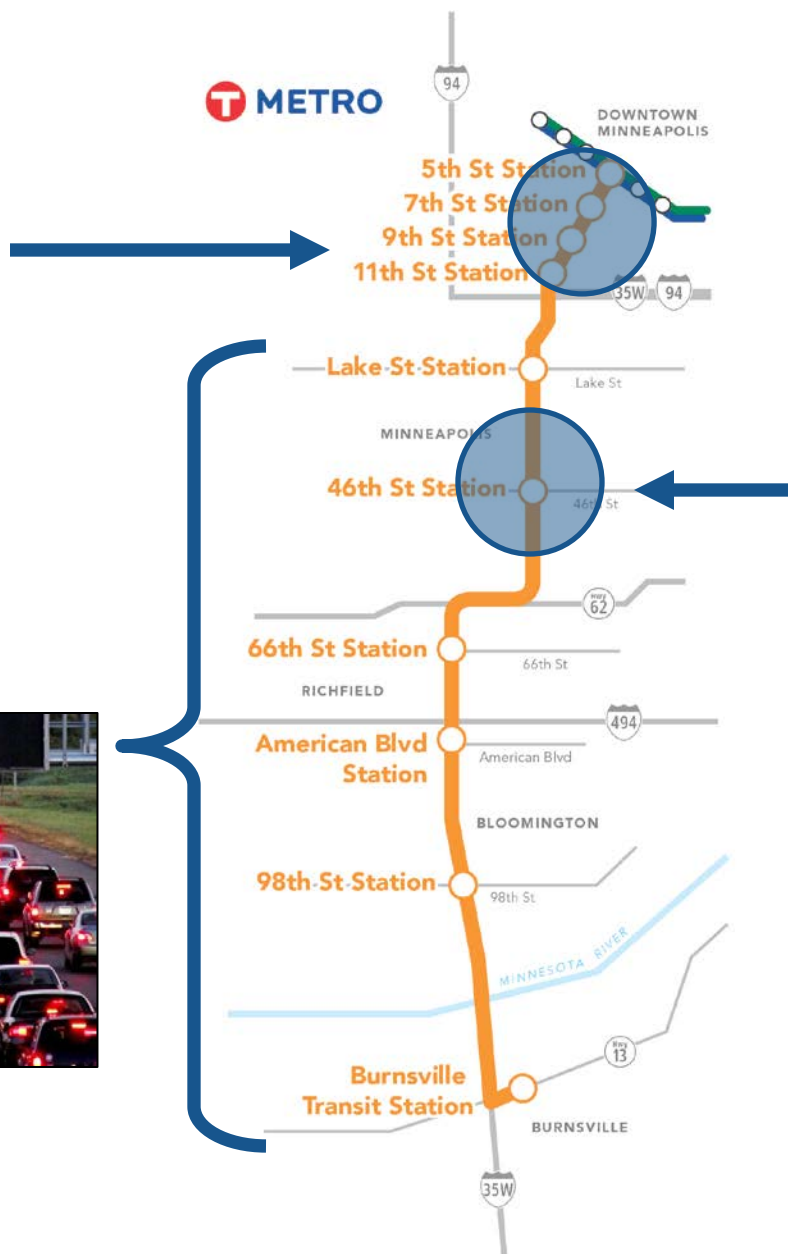 94
T METRO
DOWNTOWN
MINNEAPOLIS
5th St Station
7th St Station
9th St Station
11th St Station
35W 94
Lake St Station
Lake St
MINNEAPOLIS
46th St Station
46th St
Hwy
62
66th St Station
66th St
RICHFIELD
494
American Blvd
Station
American Blvd
BLOOMINGTON
98th St Station
98th St
MINNESOTA RIVER
Hwy
13
Burnsville
Transit Station
BURNSVILLE
35W